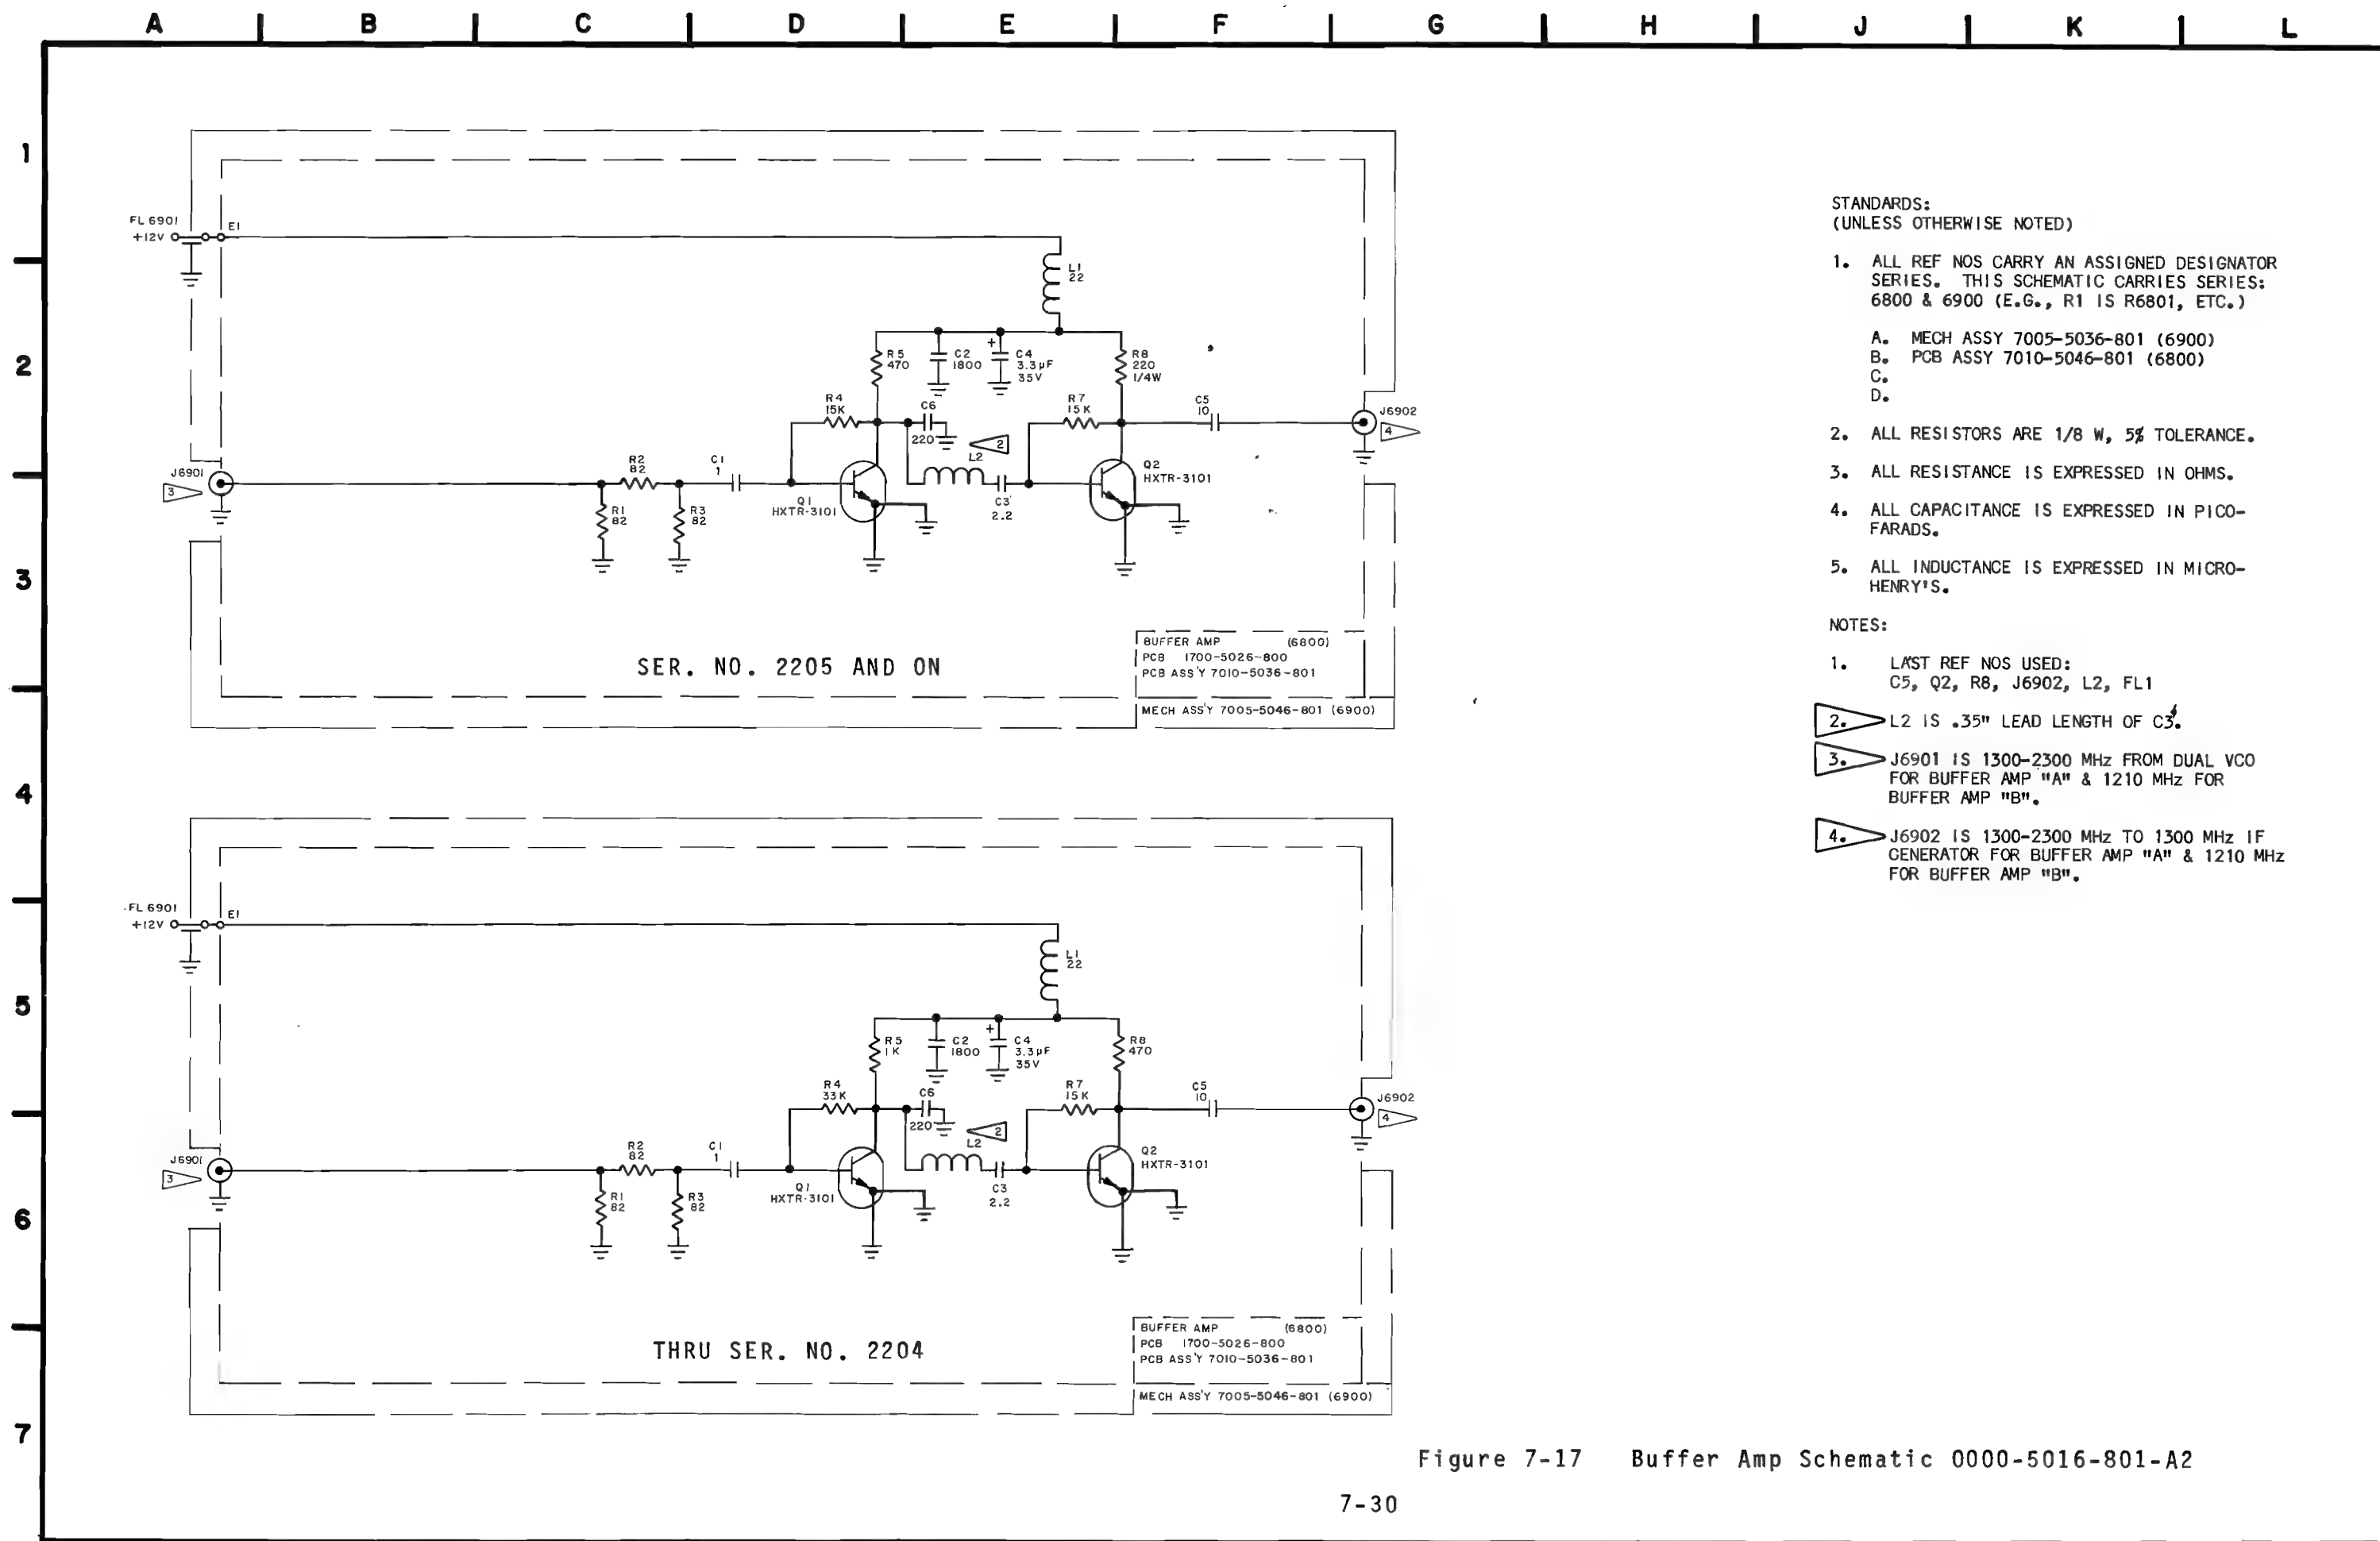 A B C D E F G H J K L
1
2
3
4
5
6
7
FL 6901
+12V
E1
L1
22
R5
470
C2
1800
+
C4
3.3µF
35V
R8
220
1/4W
R4
15K
C6
220
2
L2
R7
15K
C5
10
J6902
4
J6901
3
R2
82
C1
1
R1
82
R3
82
Q1
HXTR-3101
C3
2.2
Q2
HXTR-3101
SER. NO. 2205 AND ON
BUFFER AMP (6800)
PCB 1700-5026-800
PCB ASS'Y 7010-5036-801
MECH ASS'Y 7005-5046-801 (6900)
FL 6901
+12V
E1
L1
22
R5
1K
C2
1800
+
C4
3.3µF
35V
R8
470
R4
33K
C6
220
2
L2
R7
15K
C5
10
J6902
4
J6901
3
R2
82
C1
1
R1
82
R3
82
Q1
HXTR-3101
C3
2.2
Q2
HXTR-3101
THRU SER. NO. 2204
BUFFER AMP (6800)
PCB 1700-5026-800
PCB ASS'Y 7010-5036-801
MECH ASS'Y 7005-5046-801 (6900)
STANDARDS:
(UNLESS OTHERWISE NOTED)
1. ALL REF NOS CARRY AN ASSIGNED DESIGNATOR
SERIES. THIS SCHEMATIC CARRIES SERIES:
6800 & 6900 (E.G., R1 IS R6801, ETC.)
A. MECH ASSY 7005-5036-801 (6900)
B. PCB ASSY 7010-5046-801 (6800)
C.
D.
2. ALL RESISTORS ARE 1/8 W, 5% TOLERANCE.
3. ALL RESISTANCE IS EXPRESSED IN OHMS.
4. ALL CAPACITANCE IS EXPRESSED IN PICO-
FARADS.
5. ALL INDUCTANCE IS EXPRESSED IN MICRO-
HENRY'S.
NOTES:
1. LAST REF NOS USED:
C5, Q2, R8, J6902, L2, FL1
2. L2 IS .35" LEAD LENGTH OF C3.
3. J6901 IS 1300-2300 MHz FROM DUAL VCO
FOR BUFFER AMP "A" & 1210 MHz FOR
BUFFER AMP "B".
4. J6902 IS 1300-2300 MHz TO 1300 MHz IF
GENERATOR FOR BUFFER AMP "A" & 1210 MHz
FOR BUFFER AMP "B".
Figure 7-17 Buffer Amp Schematic 0000-5016-801-A2
7-30